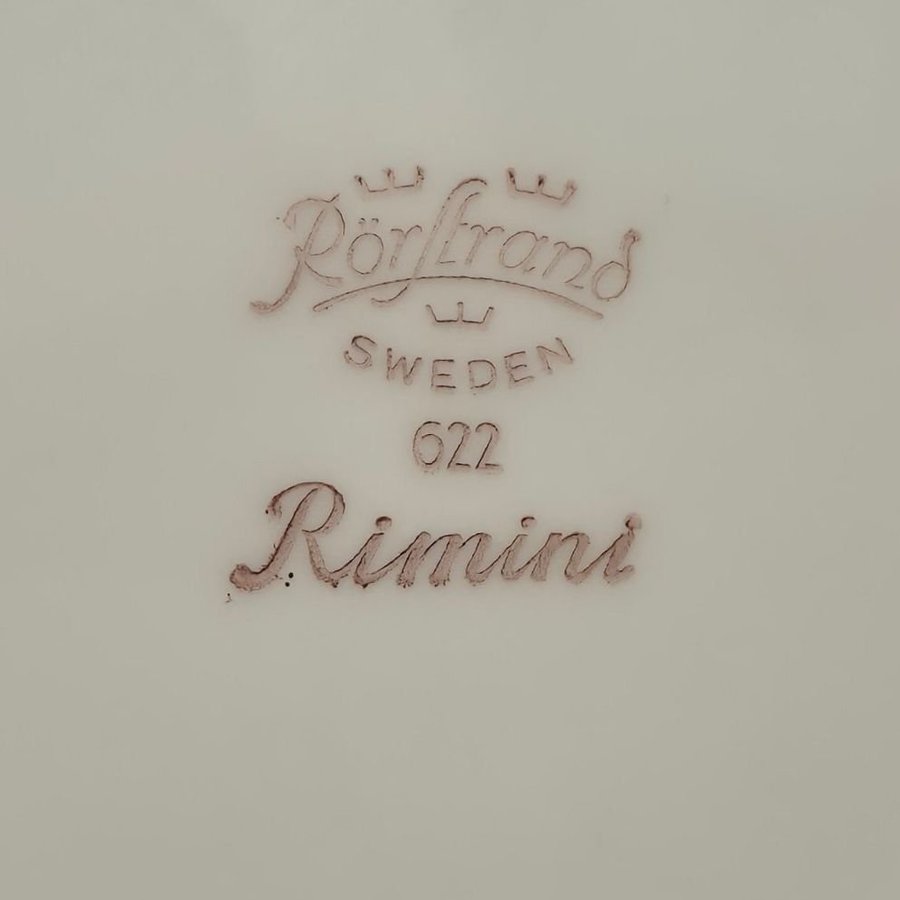 Rörstrand
SWEDEN
622
Rimini